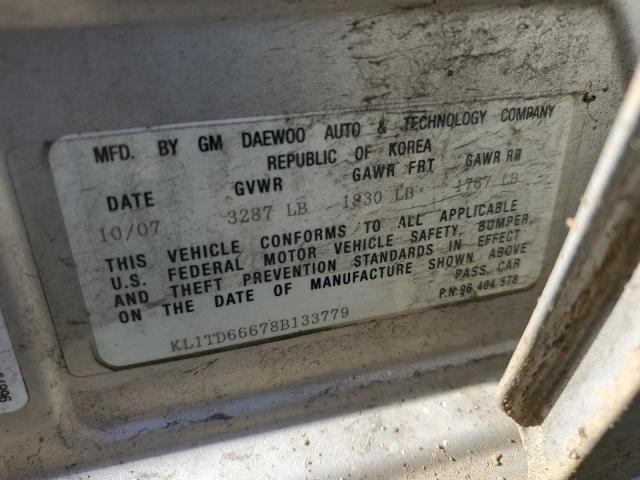 MFD. BY GM DAEWOO AUTO & TECHNOLOGY COMPANY
REPUBLIC OF KOREA
DATE GVWR GAWR FRT GAWR RR
10/07 3287 LB 1830 LB 1767 LB
THIS VEHICLE CONFORMS TO ALL APPLICABLE
U.S. FEDERAL MOTOR VEHICLE SAFETY, BUMPER,
AND THEFT PREVENTION STANDARDS IN EFFECT
ON THE DATE OF MANUFACTURE SHOWN ABOVE
PASS. CAR
KL1TD66678B133779 P.N:96 404 578